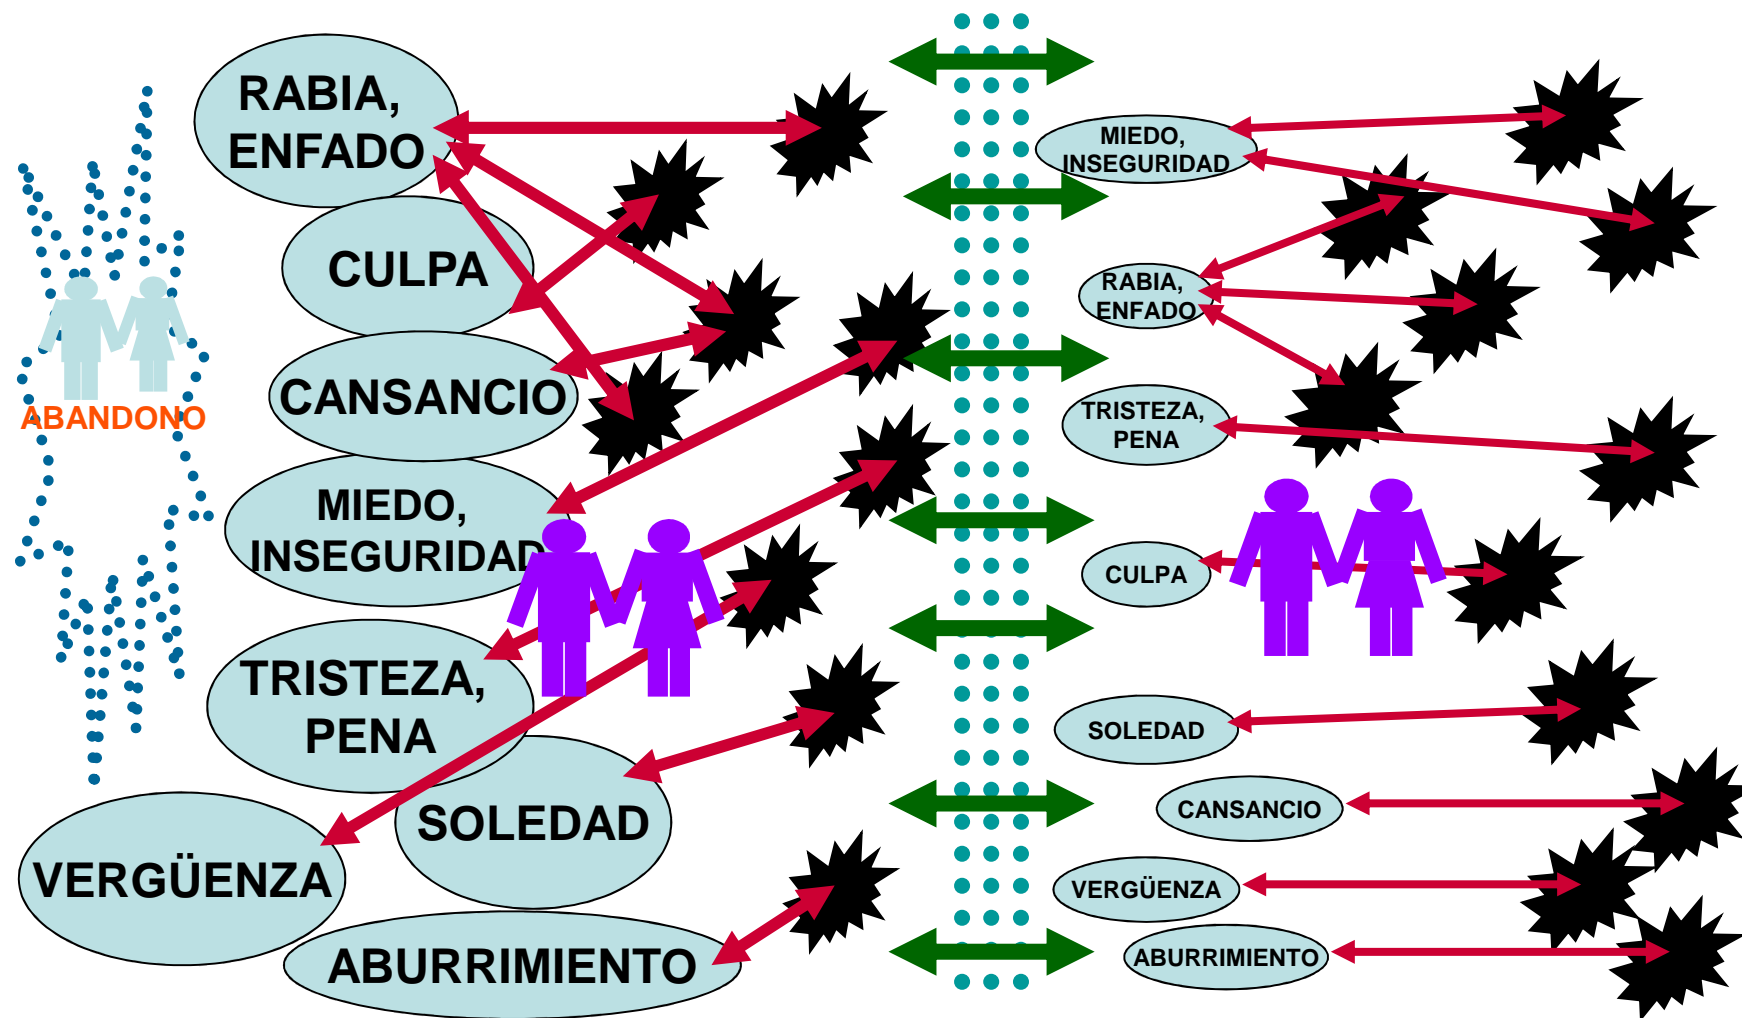 RABIA,
ENFADO
CULPA
CANSANCIO
ABANDONO
MIEDO,
INSEGURIDAD
TRISTEZA,
PENA
SOLEDAD
VERGÜENZA
ABURRIMIENTO
MIEDO,
INSEGURIDAD
RABIA,
ENFADO
TRISTEZA,
PENA
CULPA
SOLEDAD
CANSANCIO
VERGÜENZA
ABURRIMIENTO